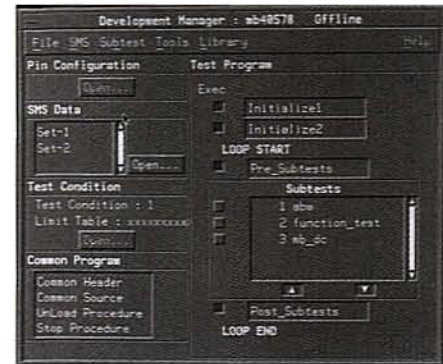 Development Manager : mb40578 Offline
File SMS Subtest Tools Library Help
Pin Configuration
Open...
SMS Data
Set-1
Set-2
Open...
Test Condition
Test Condition : 1
Limit Table : xxxxxxxxx
Open...
Common Program
Common Header
Common Source
UnLoad Procedure
Stop Procedure
Test Program
Exec
Initialize1
Initialize2
LOOP START
Pre_Subtests
Subtests
1 abw
2 function_test
3 mb_dc
Post_Subtests
LOOP END